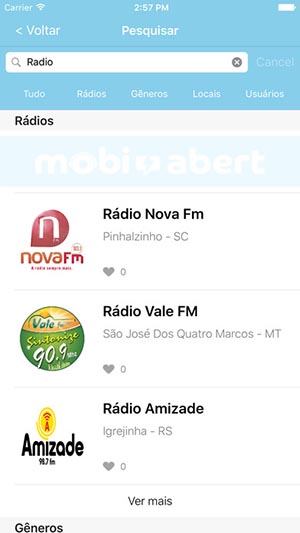 Carrier 2:57 PM
< Voltar Pesquisar
Radio Cancel
Tudo Rádios Gêneros Locais Usuários
Rádios
mobi abert
Rádio Nova Fm
Pinhalzinho - SC
0
n
novaFm
A rádio sempre mais.
Rádio Vale FM
São José Dos Quatro Marcos - MT
0
Vale fm
Sintonize
90.9
Rádio Amizade
Igrejinha - RS
0
Amizade
98.7 fm
Ver mais
Gêneros